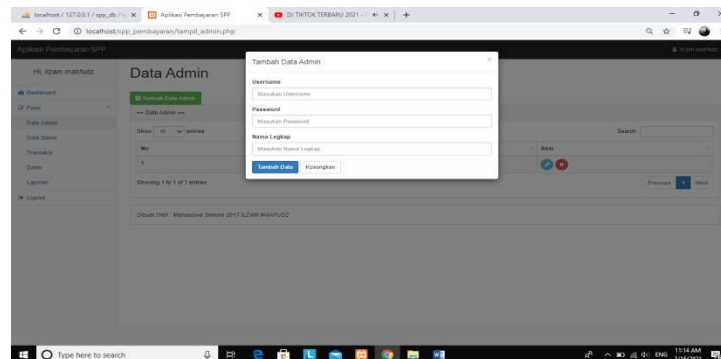 localhost / 127.0.0.1 / spp_db /
Aplikasi Pembayaran SPP
DJ TIKTOK TERBARU 2021 -
localhost/spp_pembayaran/tampil_admin.php
Aplikasi Pembayaran SPP
Hi, Ilzam mahfudz
Dashboard
Data Admin
Data Siswa
Transaksi
Laporan
Logout
Data Admin
Tambah Data Admin
--- Data Admin ---
Show 10 entries
Search:
No
Aksi
1
Showing 1 to 1 of 1 entries
Previous 1 Next
Dibuat Oleh : Mahasiswa 2017 ILZAM MAHFUDZ
Tambah Data Admin
×
Username
Masukan Username
Password
Masukan Password
Nama Legkap
Masukan Nama Legkap
Tambah Data
Kosongkan
Type here to search
ENG
11:14 AM